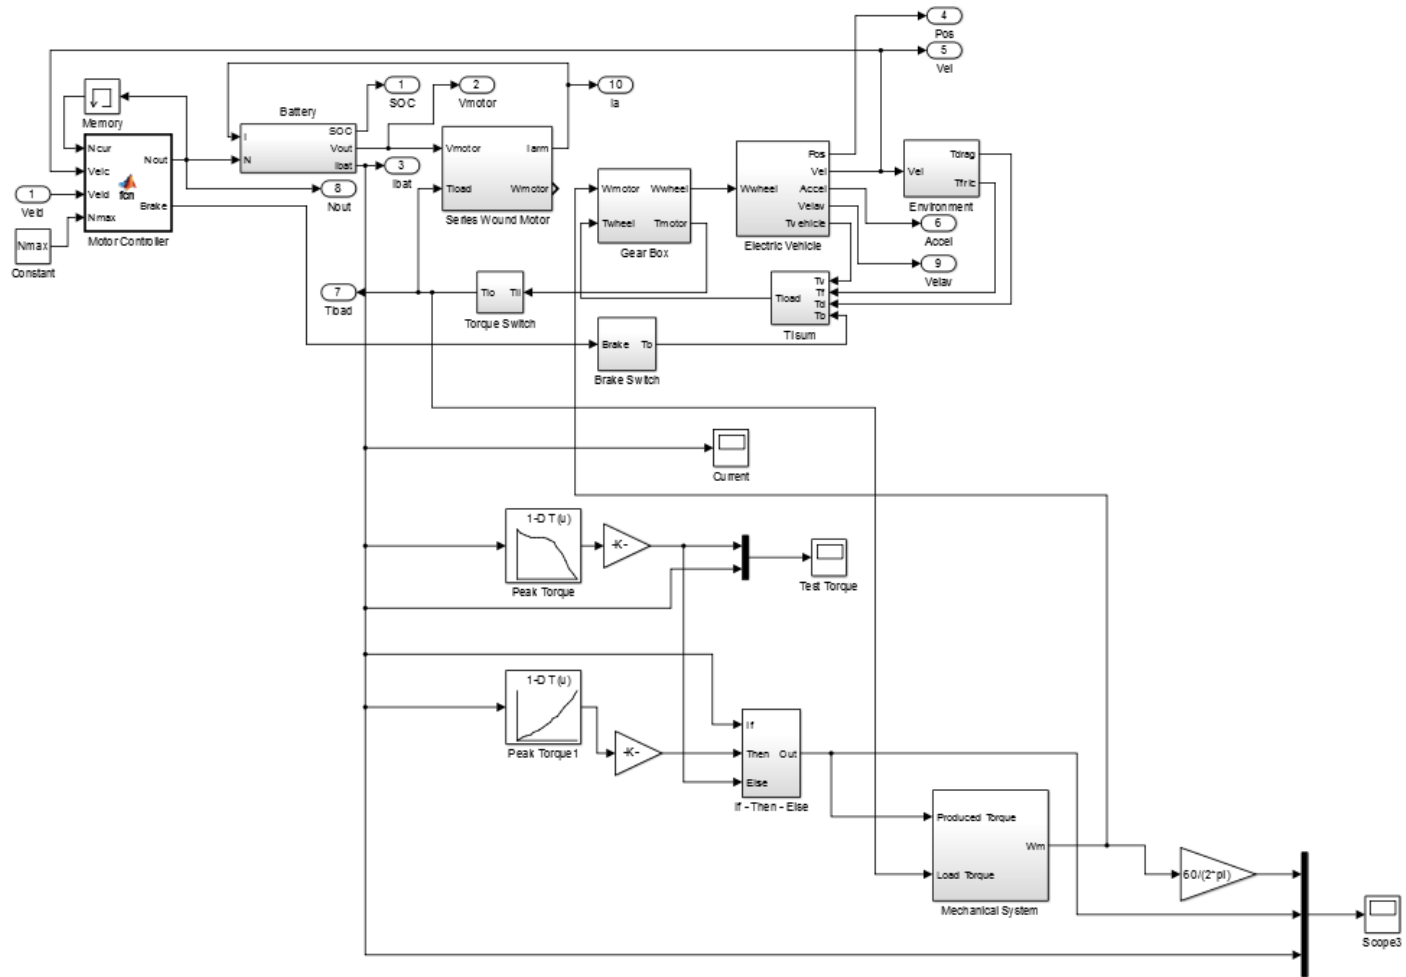 4
Pos
5
Vel
Memory
Battery
1
SOC
2
Vmotor
10
Ia
I
N
SOC
Vout
Ibat
3
Ibat
Ncur
Velc
Veld
Nmax
Nout
Brake
fcn
Motor Controller
1
Veld
Nmax
Constant
8
Nout
Vmotor
Tload
Iarm
Wmotor
Series Wound Motor
Wmotor
Twheel
Wwheel
Tmotor
Gear Box
Wwheel
Pos
Vel
Accel
Velav
Tvehicle
Electric Vehicle
Vel
Tdrag
Tfric
Environment
6
Accel
9
Velav
7
Tload
Tlo
Tli
Torque Switch
Tload
Tv
Tf
Td
Tb
Tlsum
Brake
Tb
Brake Switch
Current
1-D T(u)
Peak Torque
-K-
Test Torque
1-D T(u)
Peak Torque1
-K-
If
Then
Else
Out
If - Then - Else
Produced Torque
Load Torque
Wm
Mechanical System
60/(2*pi)
Scope3